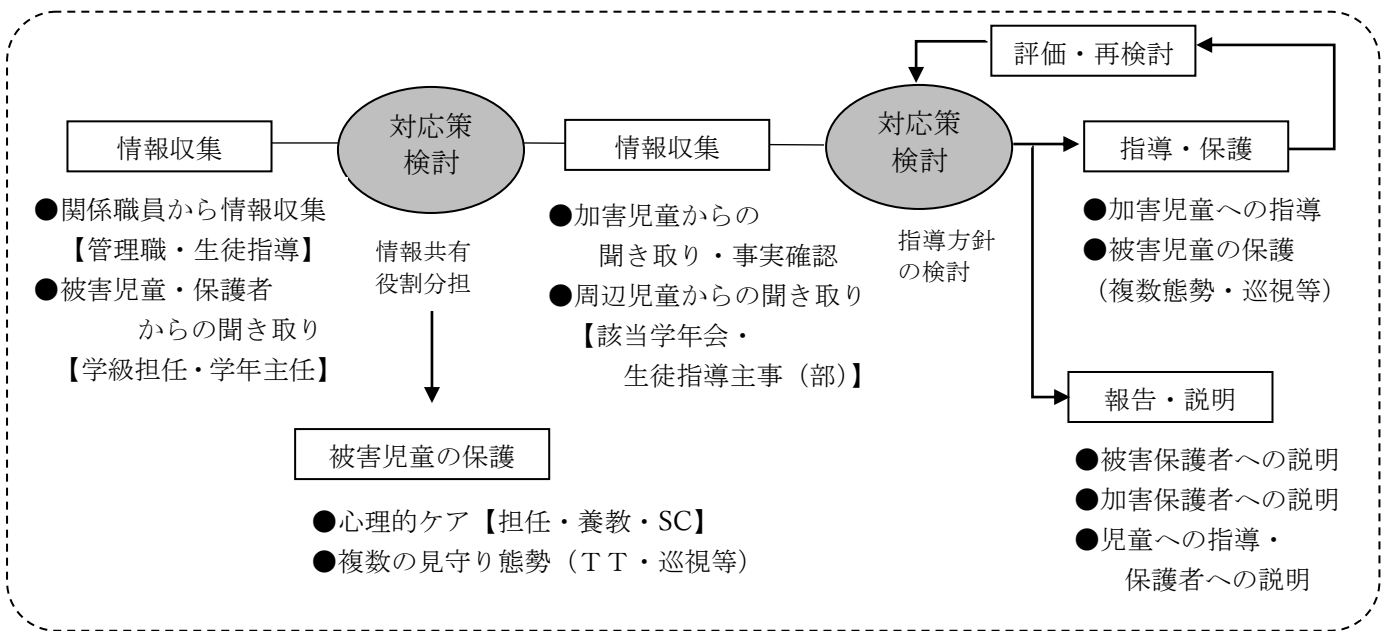 評価・再検討
情報収集
対応策
検討
情報収集
対応策
検討
指導・保護
●関係職員から情報収集
【管理職・生徒指導】
●被害児童・保護者
からの聞き取り
【学級担任・学年主任】
情報共有
役割分担
●加害児童からの
聞き取り・事実確認
●周辺児童からの聞き取り
【該当学年会・
生徒指導主事（部）】
指導方針
の検討
●加害児童への指導
●被害児童の保護
（複数態勢・巡視等）
被害児童の保護
●心理的ケア【担任・養教・SC】
●複数の見守り態勢（ＴＴ・巡視等）
報告・説明
●被害保護者への説明
●加害保護者への説明
●児童への指導・
保護者への説明